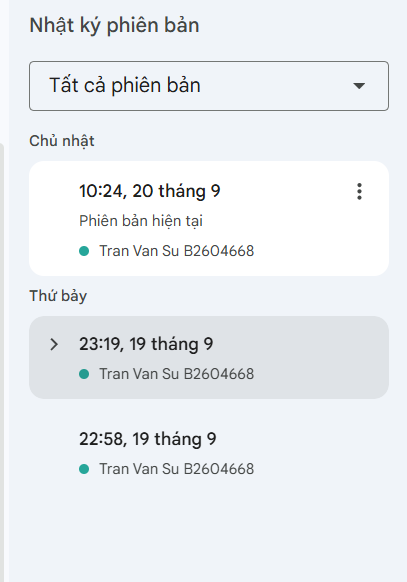 Nhật ký phiên bản
Tất cả phiên bản
Chủ nhật
10:24, 20 tháng 9
Phiên bản hiện tại
Tran Van Su B2604668
Thứ bảy
23:19, 19 tháng 9
Tran Van Su B2604668
22:58, 19 tháng 9
Tran Van Su B2604668